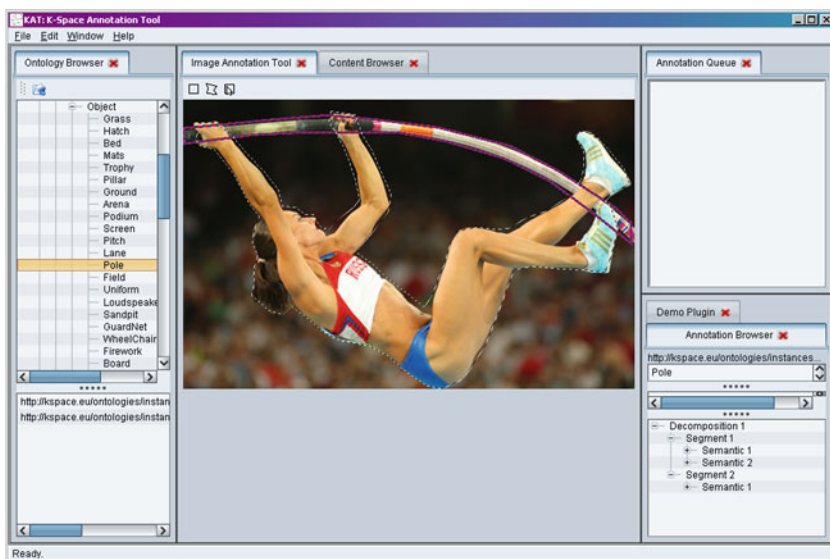 KAT: K-Space Annotation Tool
File Edit Window Help
Ontology Browser
Object
Grass
Hatch
Bed
Mats
Trophy
Pillar
Ground
Arena
Podium
Screen
Pitch
Lane
Pole
Field
Uniform
Loudspeake
Sandpit
GuardNet
WheelChair
Firework
Board
http://kspace.eu/ontologies/instan
http://kspace.eu/ontologies/instan
Image Annotation Tool Content Browser
RUSS
Annotation Queue
Demo Plugin
Annotation Browser
http://kspace.eu/ontologies/instances...
Pole
Decomposition 1
Segment 1
Semantic 1
Semantic 2
Segment 2
Semantic 1
Ready.